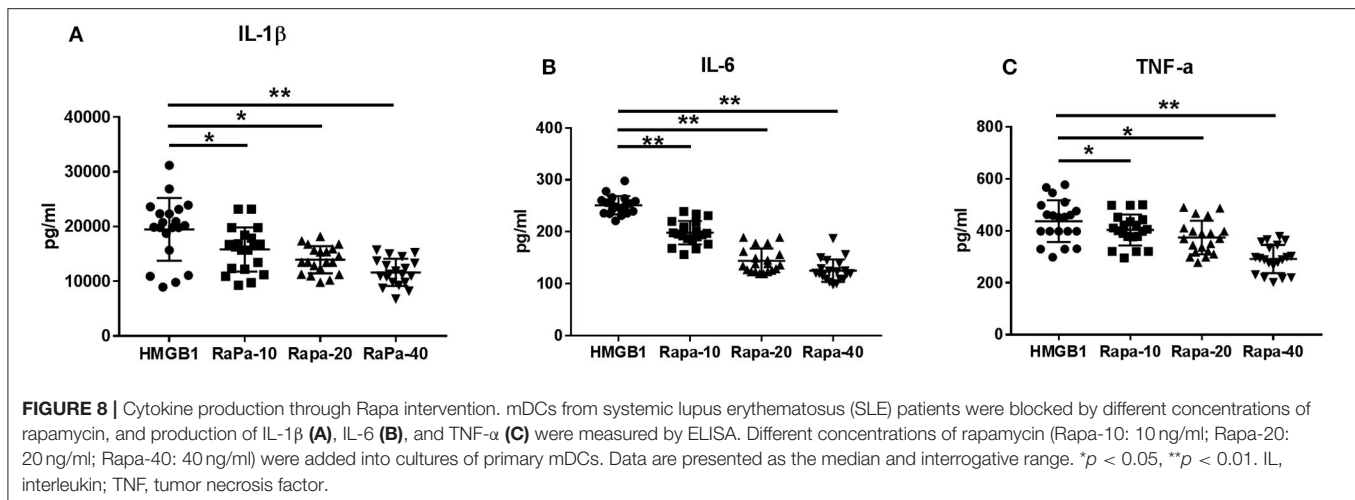 A
IL-1β
**
*
*
40000
30000
20000
10000
0
pg/ml
HMGB1 RaPa-10 Rapa-20 RaPa-40
B
IL-6
**
**
**
400
300
200
100
0
pg/ml
HMGB1 Rapa-10 Rapa-20 Rapa-40
C
TNF-a
**
*
*
800
600
400
200
0
pg/ml
HMGB1 Rapa-10 Rapa-20 Rapa-40
FIGURE 8 | Cytokine production through Rapa intervention. mDCs from systemic lupus erythematosus (SLE) patients were blocked by different concentrations of
rapamycin, and production of IL-1β (A), IL-6 (B), and TNF-α (C) were measured by ELISA. Different concentrations of rapamycin (Rapa-10: 10 ng/ml; Rapa-20:
20 ng/ml; Rapa-40: 40 ng/ml) were added into cultures of primary mDCs. Data are presented as the median and interrogative range. *p < 0.05, **p < 0.01. IL,
interleukin; TNF, tumor necrosis factor.